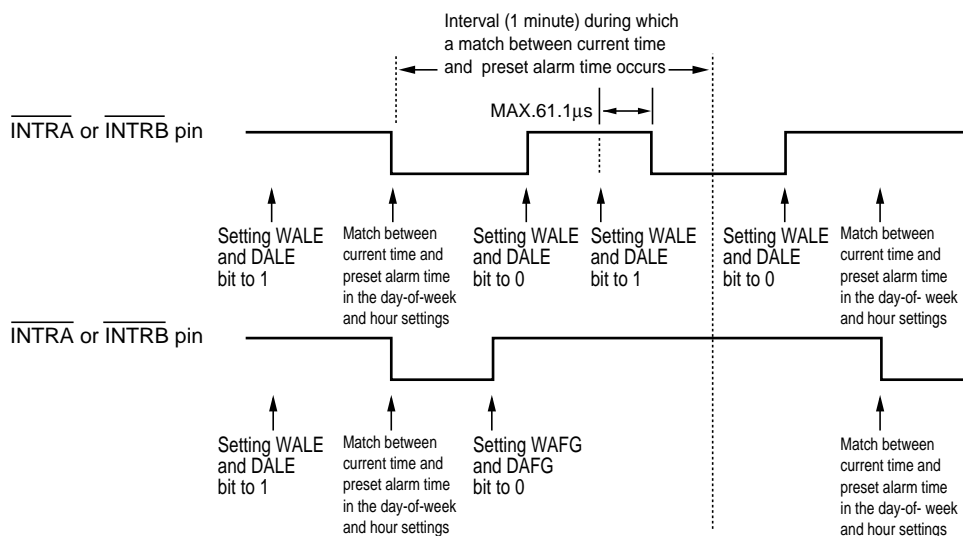 Interval (1 minute) during which
a match between current time
and preset alarm time occurs
MAX.61.1μs
INTRA or INTRB pin
Setting WALE
and DALE
bit to 1
Match between
current time and
preset alarm time
in the day-of-week
and hour settings
Setting WALE
and DALE
bit to 0
Setting WALE
and DALE
bit to 1
Setting WALE
and DALE
bit to 0
Match between
current time and
preset alarm time
in the day-of- week
and hour settings
INTRA or INTRB pin
Setting WALE
and DALE
bit to 1
Match between
current time and
preset alarm time
in the day-of-week
and hour settings
Setting WAFG
and DAFG
bit to 0
Match between
current time and
preset alarm time
in the day-of- week
and hour settings